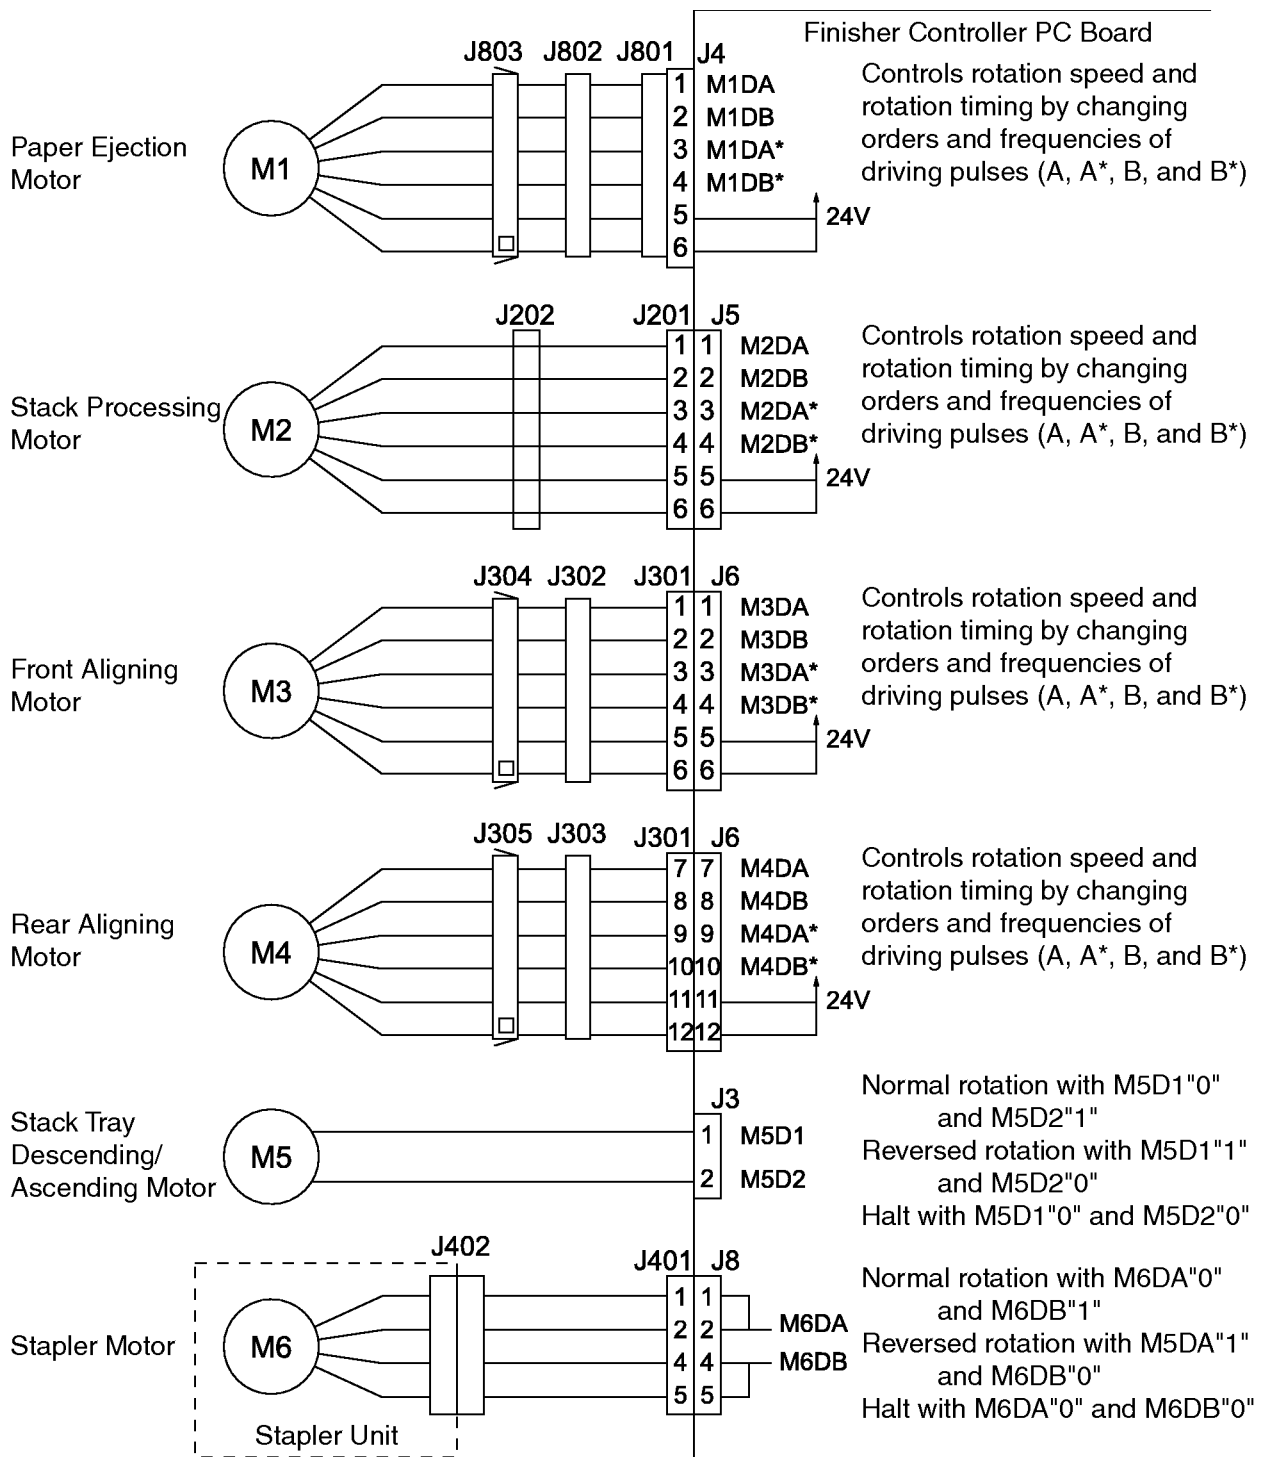 Finisher Controller PC Board
J803 J802 J801 J4
Paper Ejection
Motor
M1
1 M1DA
2 M1DB
3 M1DA*
4 M1DB*
5
6
24V
Controls rotation speed and
rotation timing by changing
orders and frequencies of
driving pulses (A, A*, B, and B*)
J202 J201 J5
Stack Processing
Motor
M2
1 1 M2DA
2 2 M2DB
3 3 M2DA*
4 4 M2DB*
5 5
6 6
24V
Controls rotation speed and
rotation timing by changing
orders and frequencies of
driving pulses (A, A*, B, and B*)
J304 J302 J301 J6
Front Aligning
Motor
M3
1 1 M3DA
2 2 M3DB
3 3 M3DA*
4 4 M3DB*
5 5
6 6
24V
Controls rotation speed and
rotation timing by changing
orders and frequencies of
driving pulses (A, A*, B, and B*)
J305 J303 J301 J6
Rear Aligning
Motor
M4
7 7 M4DA
8 8 M4DB
9 9 M4DA*
10 10 M4DB*
11 11
12 12
24V
Controls rotation speed and
rotation timing by changing
orders and frequencies of
driving pulses (A, A*, B, and B*)
J3
Stack Tray
Descending/
Ascending Motor
M5
1 M5D1
2 M5D2
Normal rotation with M5D1"0"
and M5D2"1"
Reversed rotation with M5D1"1"
and M5D2"0"
Halt with M5D1"0" and M5D2"0"
J402 J401 J8
Stapler Motor
M6
Stapler Unit
1 1
2 2 M6DA
4 4 M6DB
5 5
Normal rotation with M6DA"0"
and M6DB"1"
Reversed rotation with M5DA"1"
and M6DB"0"
Halt with M6DA"0" and M6DB"0"